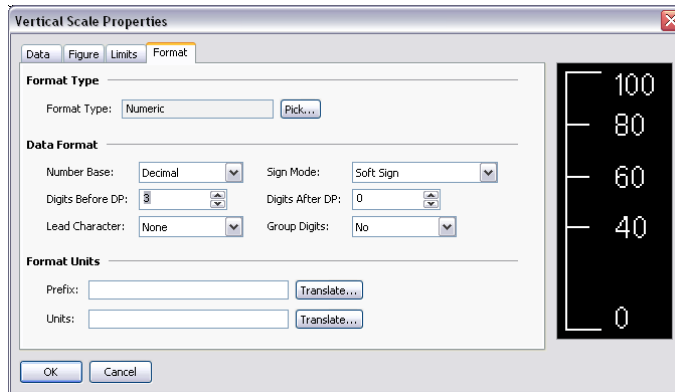 Vertical Scale Properties
Data Figure Limits Format
Format Type
Format Type: Numeric Pick...
Data Format
Number Base: Decimal Sign Mode: Soft Sign
Digits Before DP: 3 Digits After DP: 0
Lead Character: None Group Digits: No
Format Units
Prefix: Translate...
Units: Translate...
OK Cancel
100
80
60
40
0